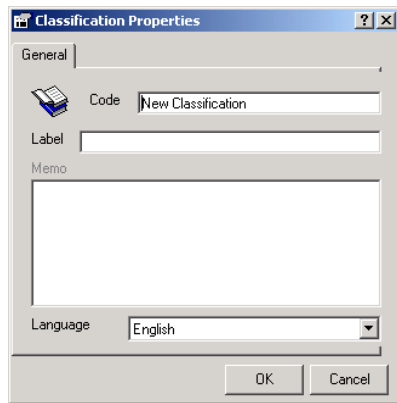 Classification Properties
General
Code New Classification
Label
Memo
Language English
OK Cancel